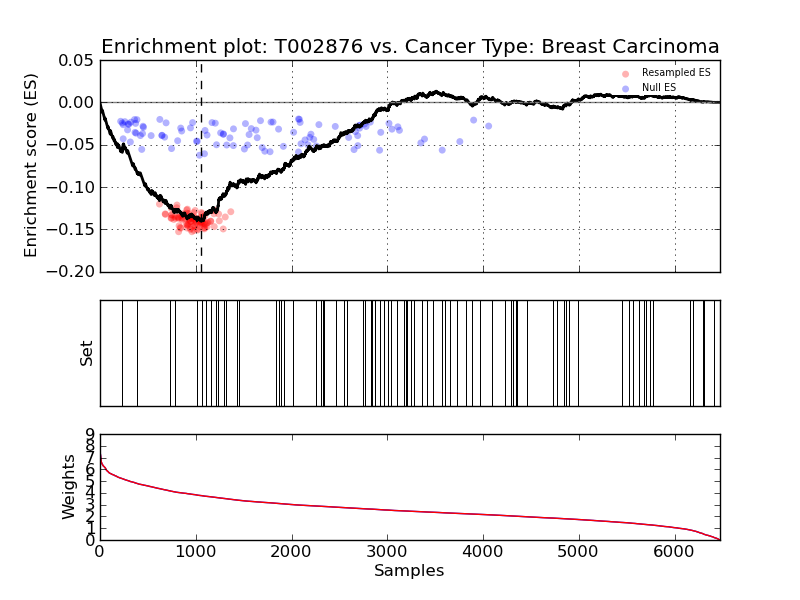 Enrichment plot: T002876 vs. Cancer Type: Breast Carcinoma
0.05
0.00
−0.05
−0.10
−0.15
−0.20
Enrichment score (ES)
Resampled ES
Null ES
Set
9
8
7
6
5
4
3
2
1
0
Weights
0 1000 2000 3000 4000 5000 6000
Samples